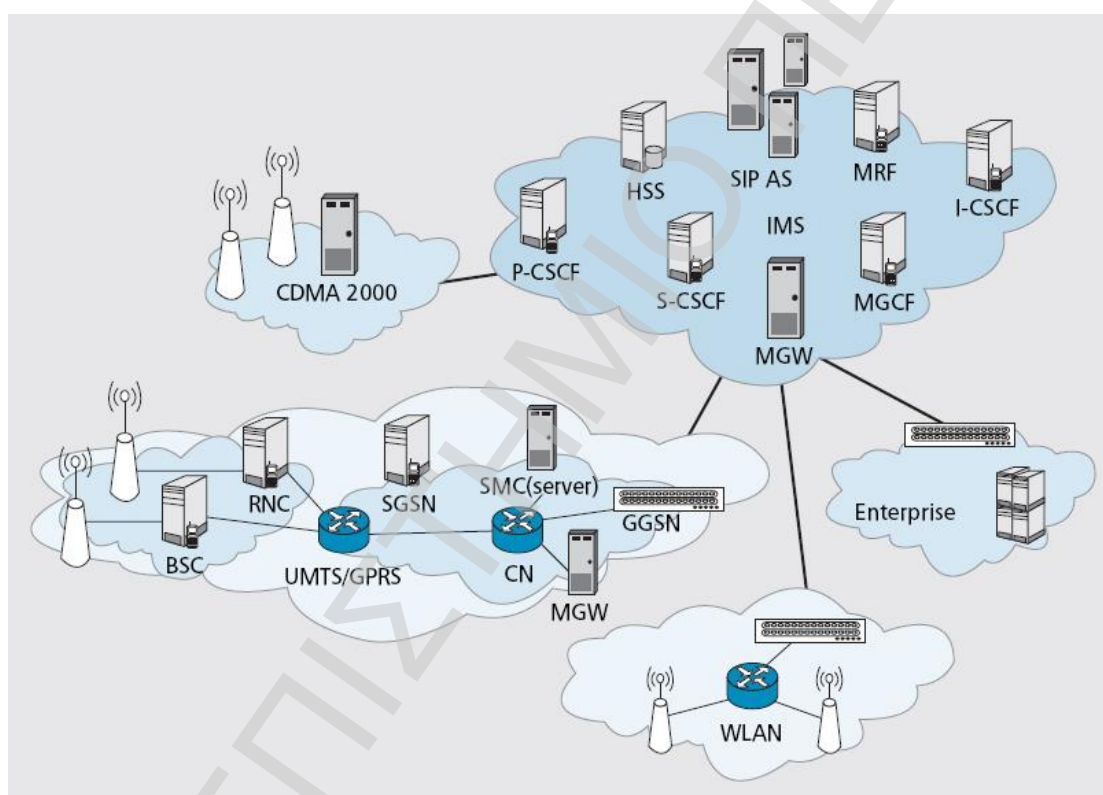 HSS
SIP AS
MRF
I-CSCF
IMS
P-CSCF
S-CSCF
MGCF
MGW
CDMA 2000
RNC
SGSN
SMC(server)
GGSN
BSC
UMTS/GPRS
CN
MGW
Enterprise
WLAN